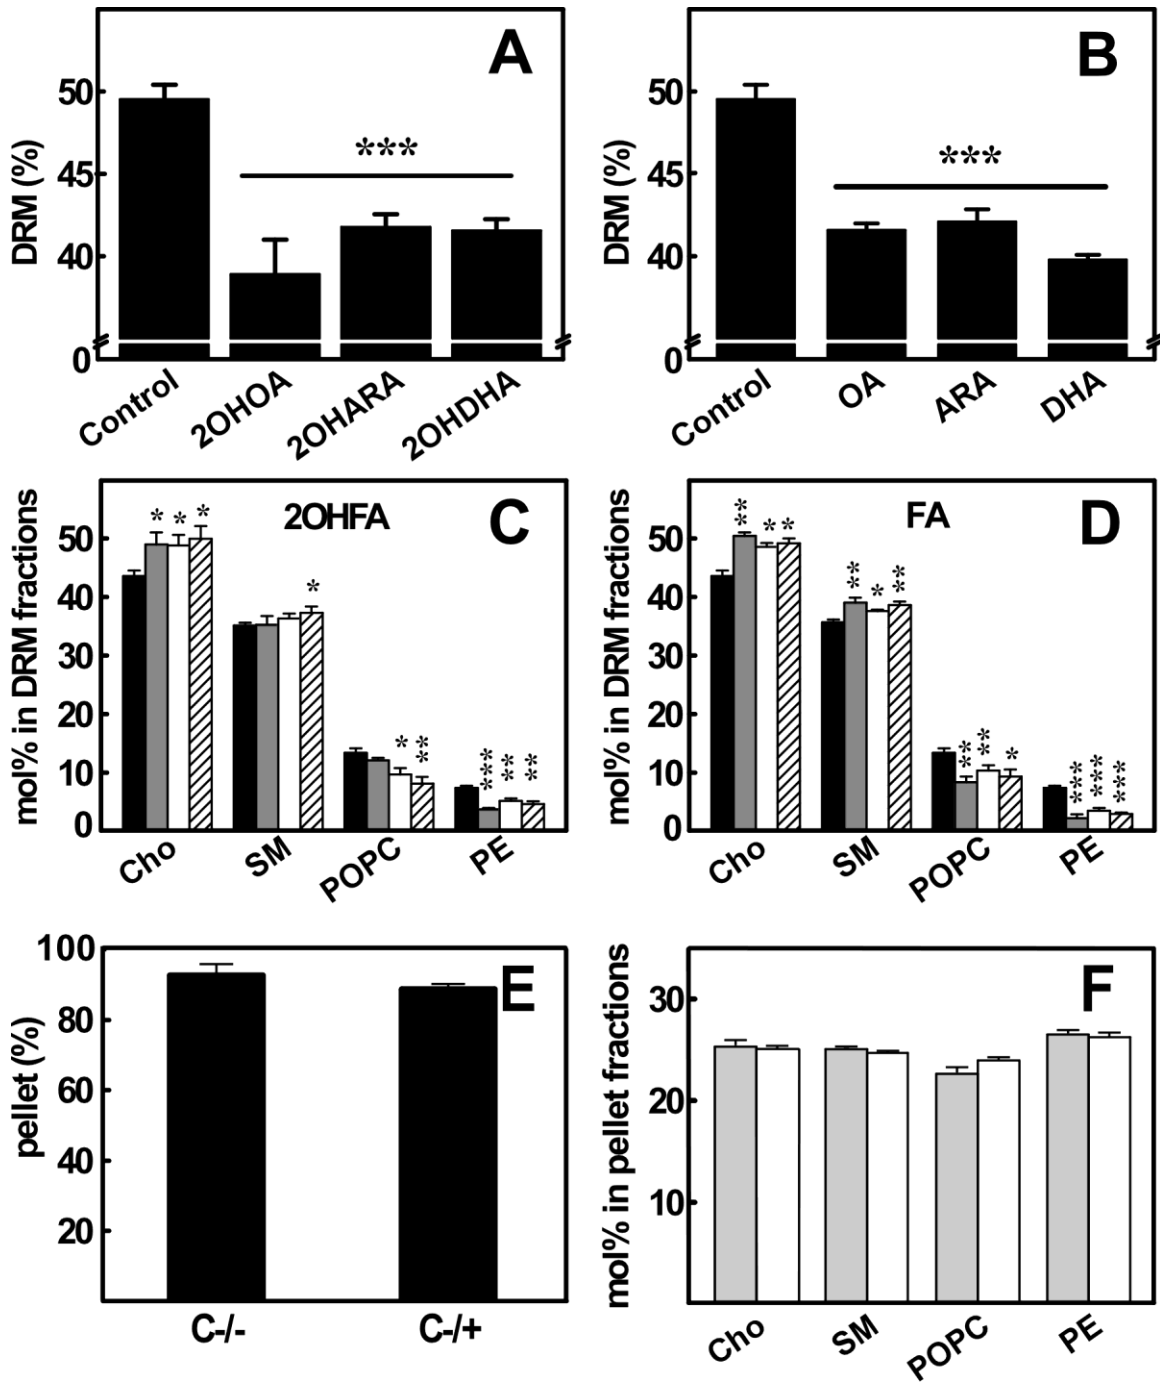 A
DRM (%)
50
45
40
0
***
Control
2OHOA
2OHARA
2OHDHA
B
DRM (%)
50
45
40
0
***
Control
OA
ARA
DHA
C
2OHFA
mol% in DRM fractions
50
40
30
20
10
0
* * *
*
* **
*** ** **
Cho
SM
POPC
PE
D
FA
mol% in DRM fractions
50
40
30
20
10
0
** * *
** * **
** ** *
*** *** ***
Cho
SM
POPC
PE
E
pellet (%)
100
80
60
40
20
C-/-
C-/+
F
mol% in pellet fractions
30
20
10
Cho
SM
POPC
PE